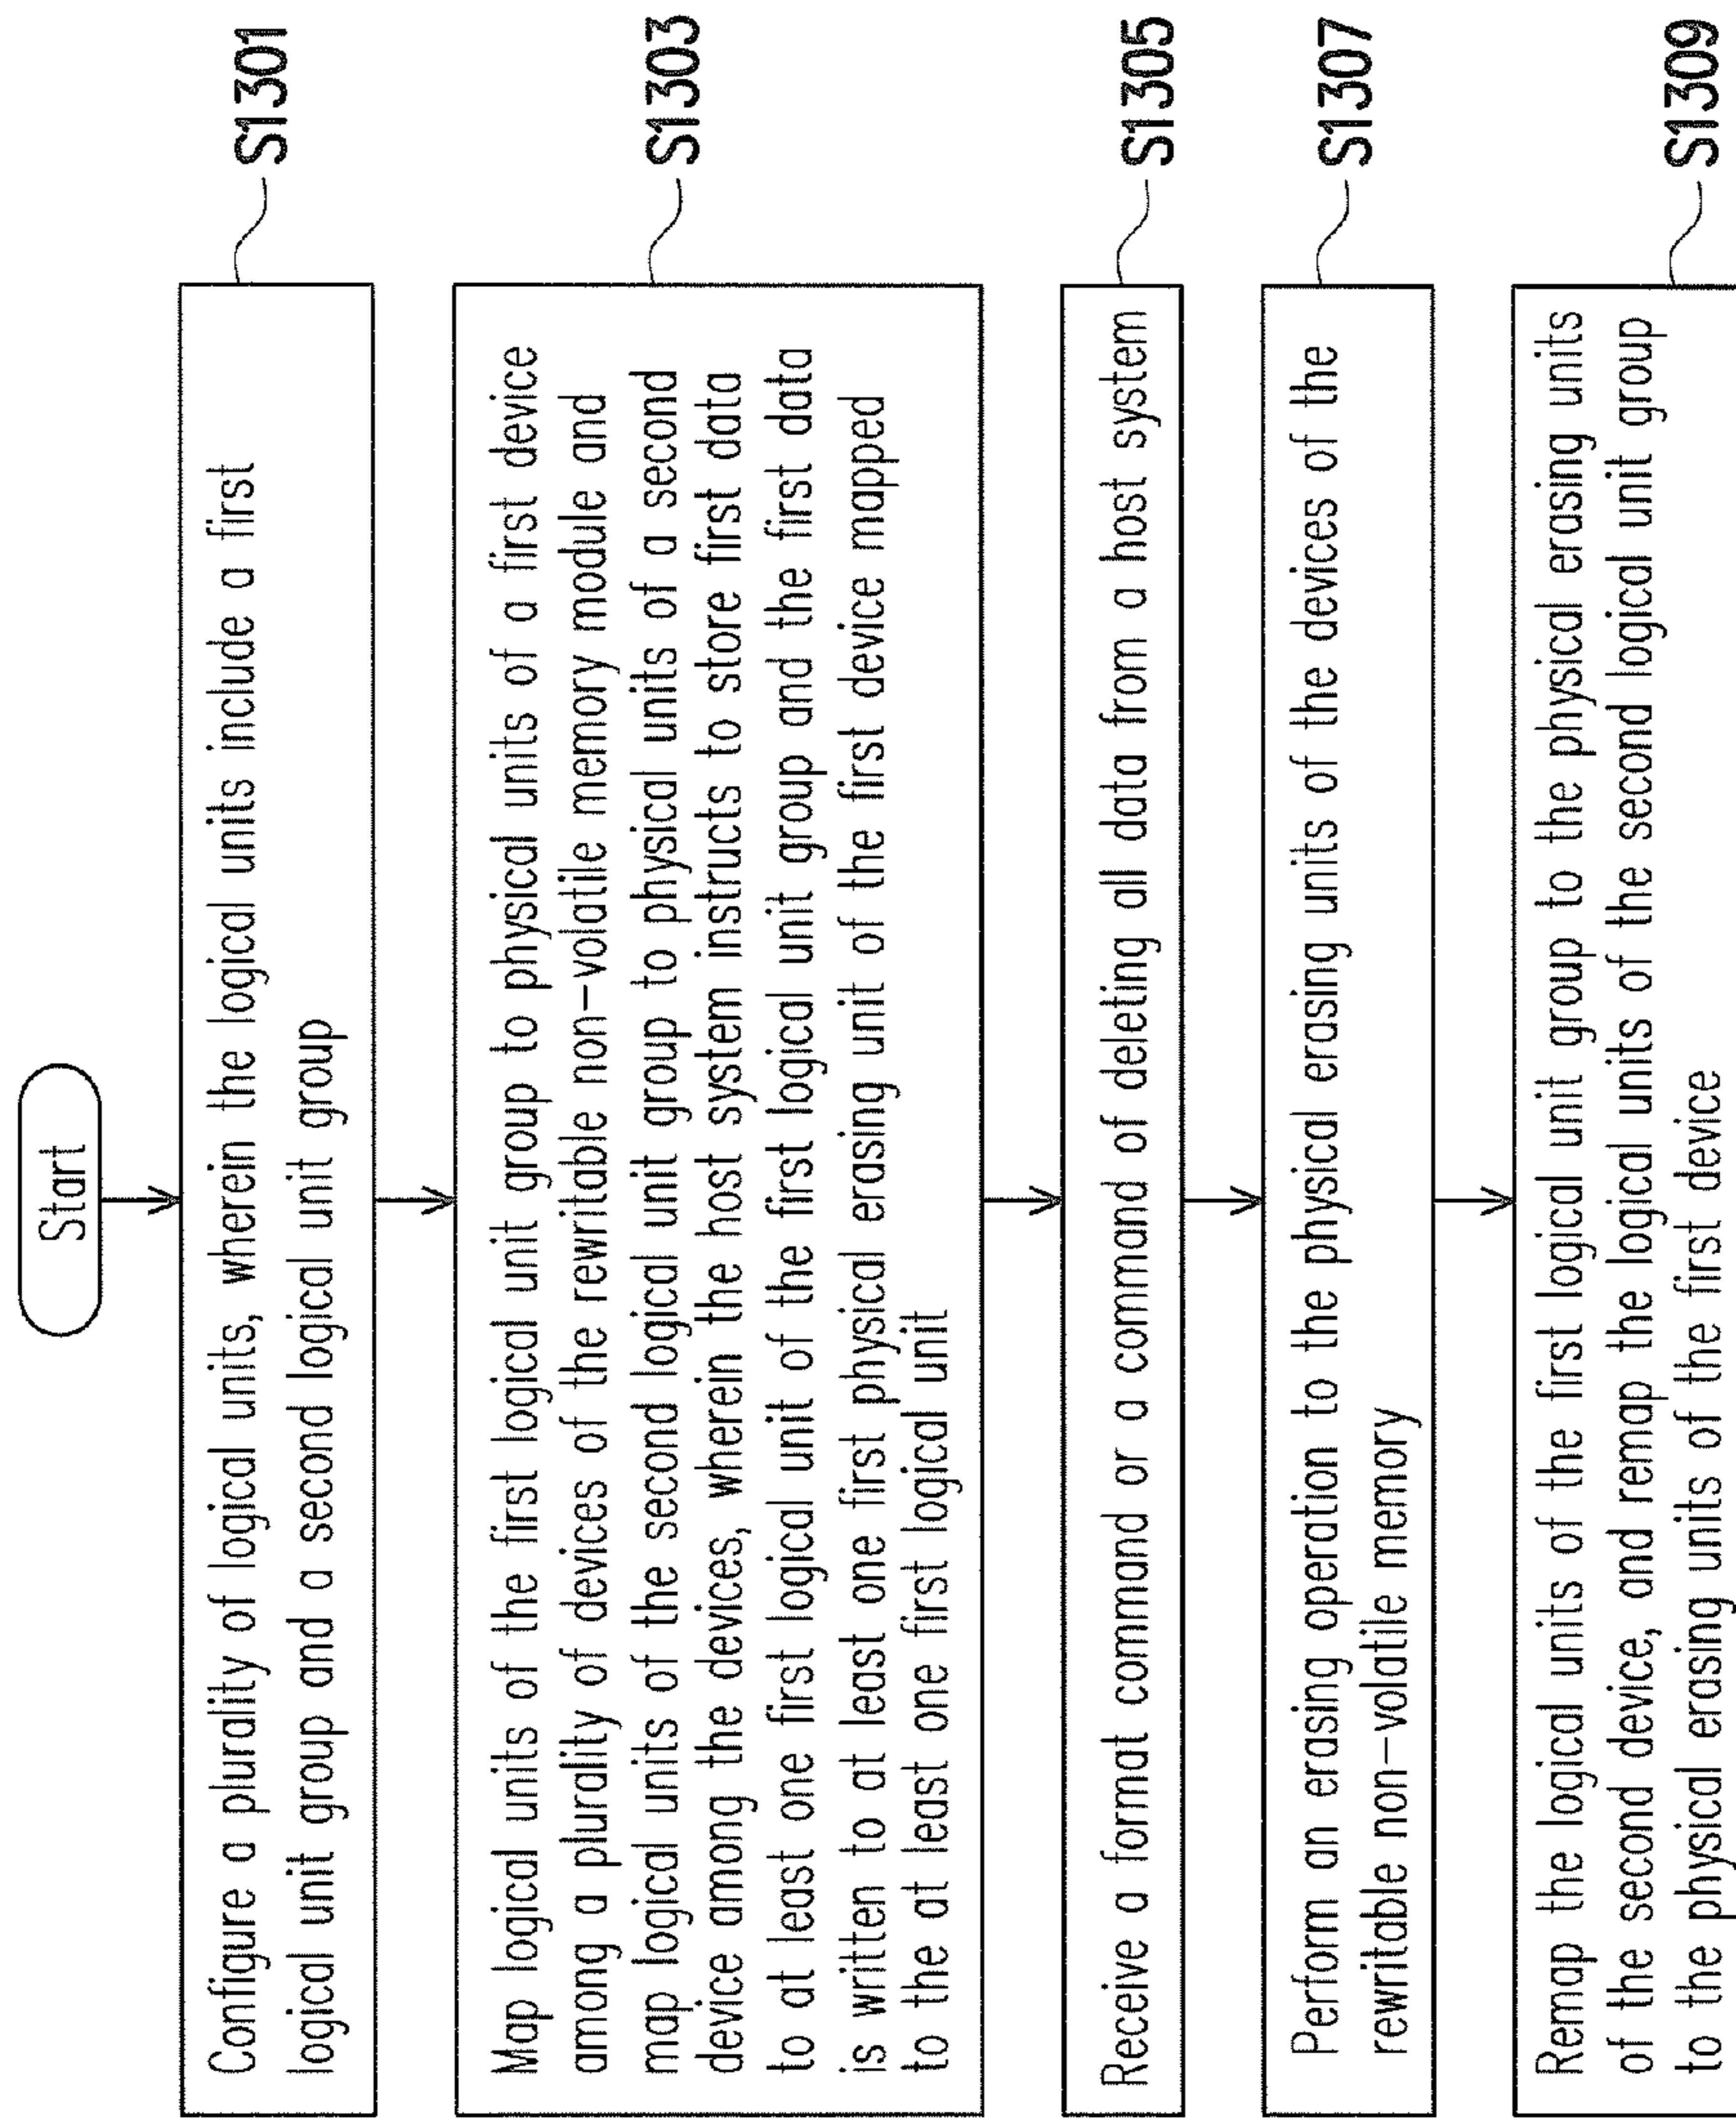 Start
Configure a plurality of logical units, wherein the logical units include a first
logical unit group and a second logical unit group
S1301
Map logical units of the first logical unit group to physical units of a first device
among a plurality of devices of the rewritable non-volatile memory module and
map logical units of the second logical unit group to physical units of a second
device among the devices, wherein the host system instructs to store first data
to at least one first logical unit of the first logical unit group and the first data
is written to at least one first physical erasing unit of the first device mapped
to the at least one first logical unit
S1303
Receive a format command or a command of deleting all data from a host system
S1305
Perform an erasing operation to the physical erasing units of the devices of the
rewritable non-volatile memory
S1307
Remap the logical units of the first logical unit group to the physical erasing units
of the second device, and remap the logical units of the second logical unit group
to the physical erasing units of the first device
S1309